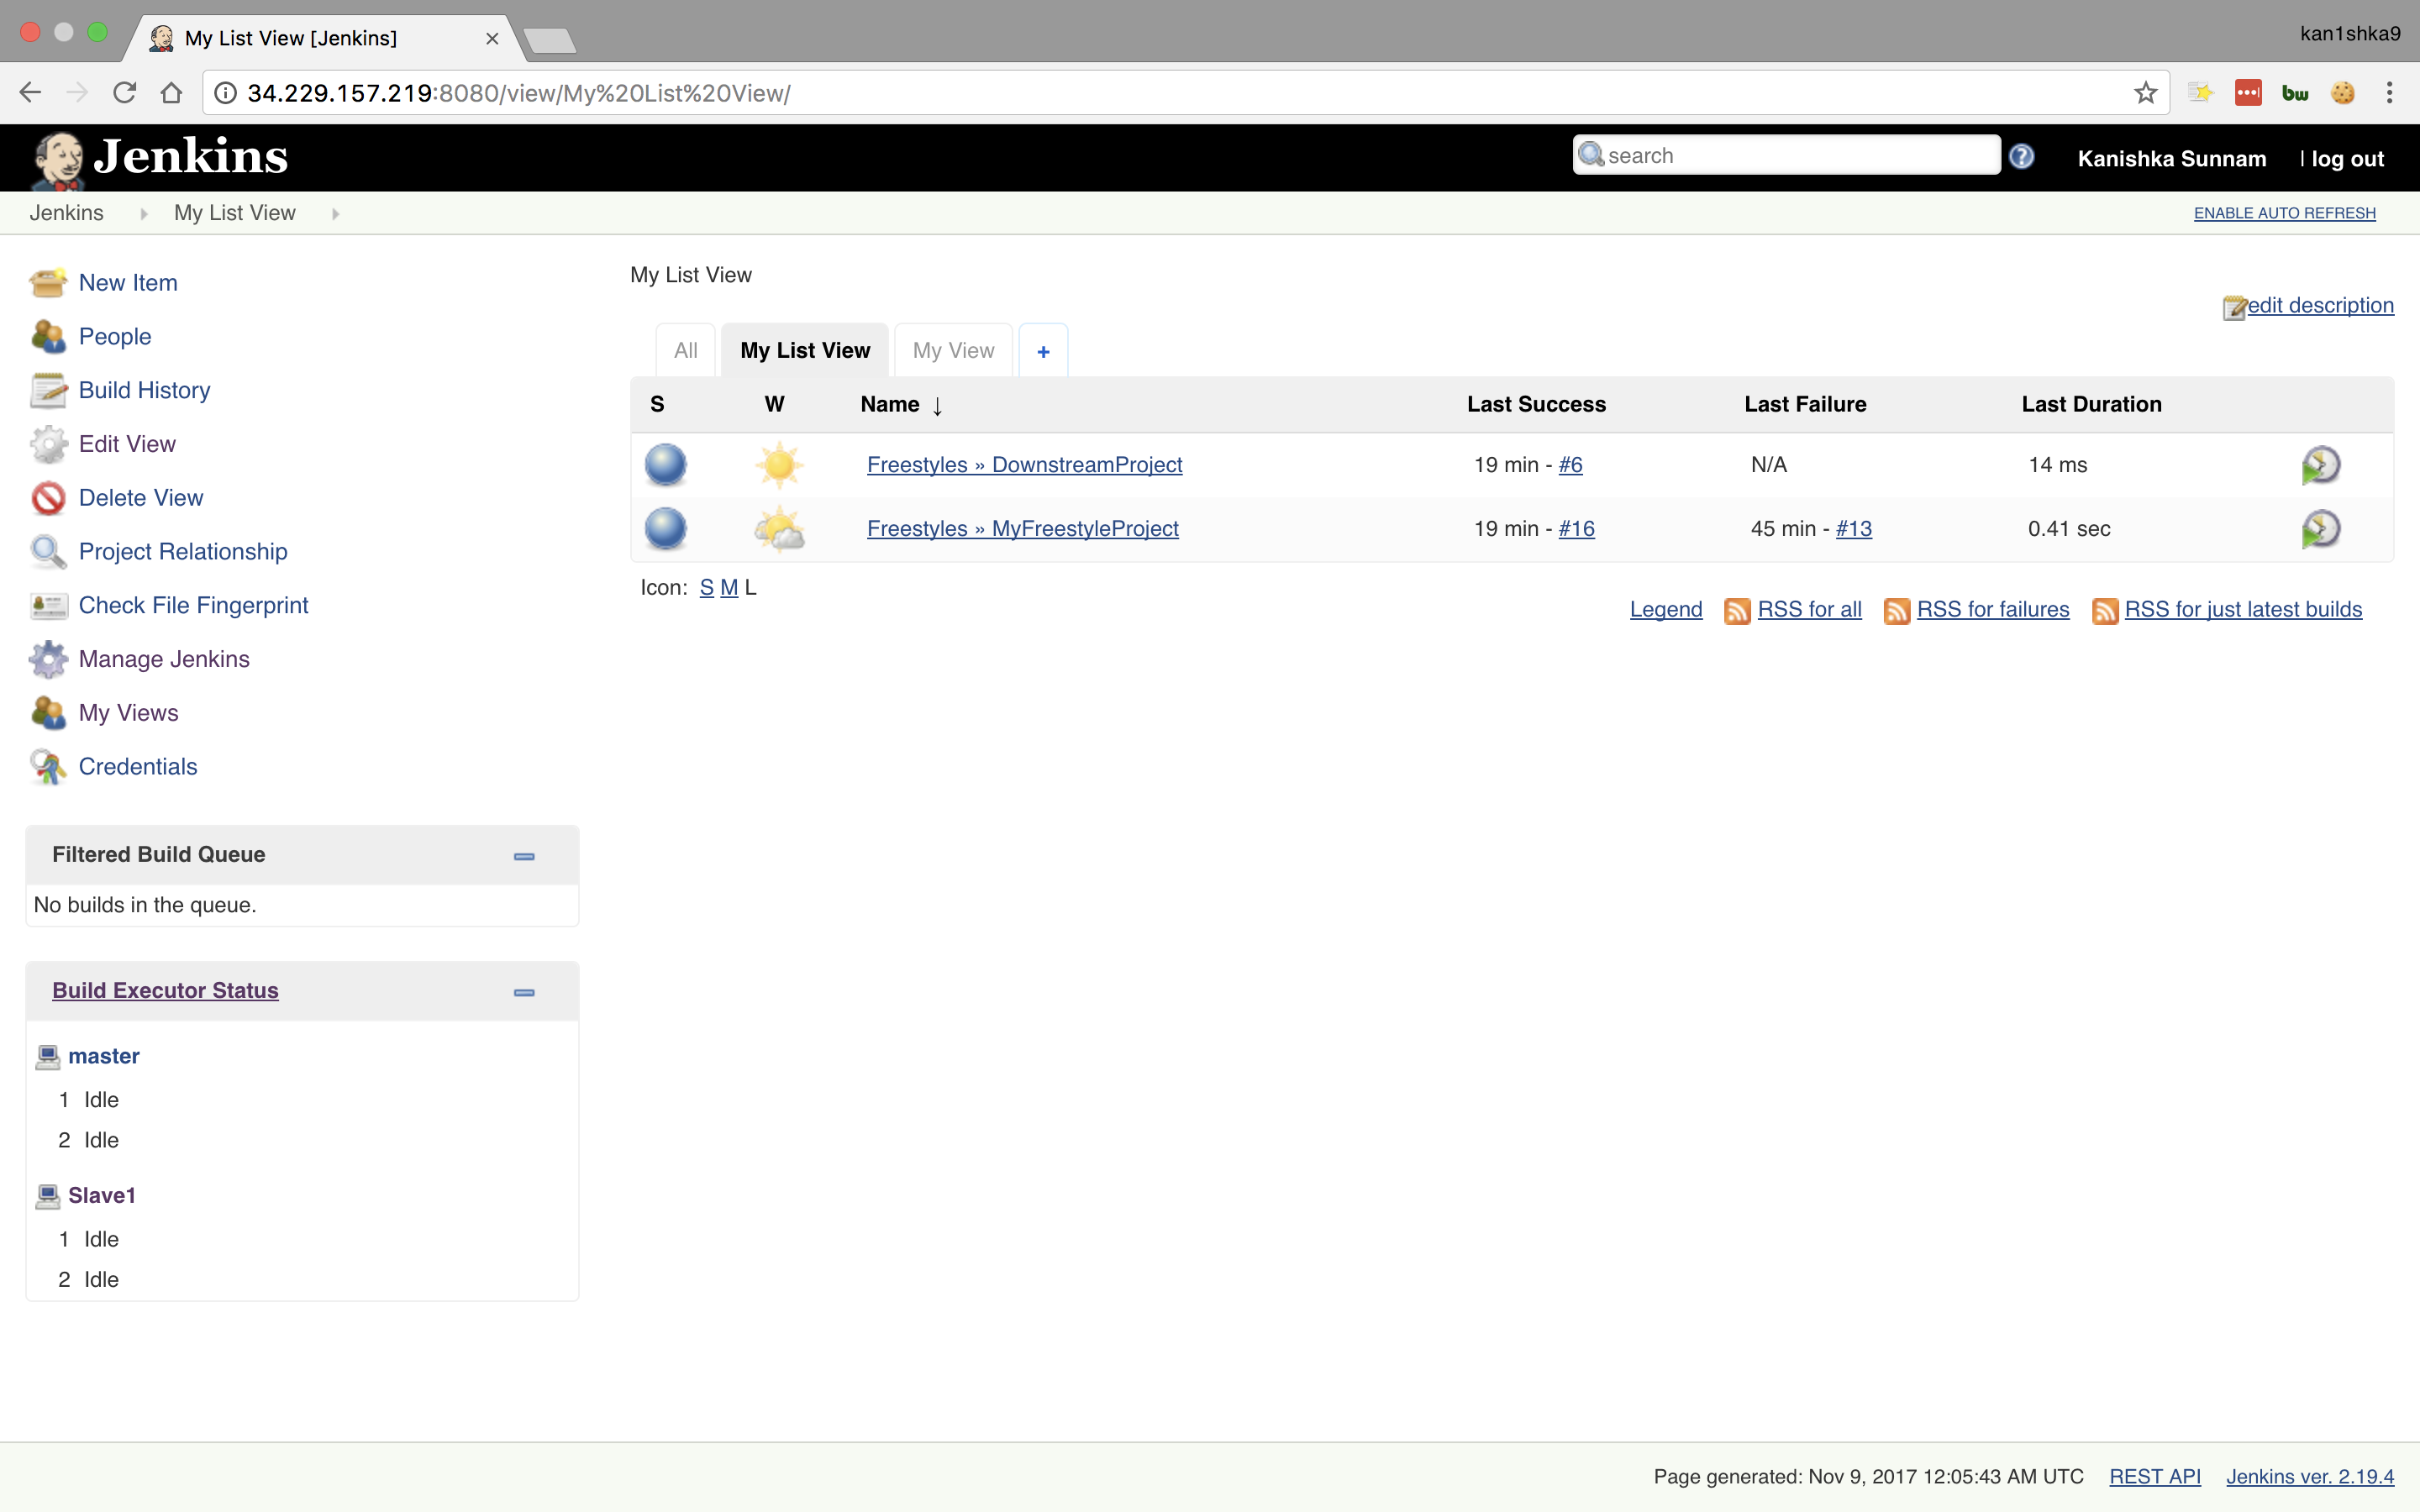 My List View [Jenkins]
kan1shka9
34.229.157.219:8080/view/My%20List%20View/
bw
Jenkins
search
Kanishka Sunnam | log out
Jenkins My List View
ENABLE AUTO REFRESH
New Item
People
Build History
Edit View
Delete View
Project Relationship
Check File Fingerprint
Manage Jenkins
My Views
Credentials
Filtered Build Queue
No builds in the queue.
Build Executor Status
master
1 Idle
2 Idle
Slave1
1 Idle
2 Idle
My List View
edit description
All My List View My View +
S W Name ↓ Last Success Last Failure Last Duration
Freestyles » DownstreamProject 19 min - #6 N/A 14 ms
Freestyles » MyFreestyleProject 19 min - #16 45 min - #13 0.41 sec
Icon: S M L
Legend RSS for all RSS for failures RSS for just latest builds
Page generated: Nov 9, 2017 12:05:43 AM UTC REST API Jenkins ver. 2.19.4